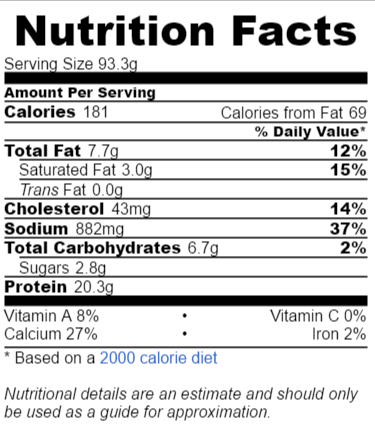 Nutrition Facts
Serving Size 93.3g
Amount Per Serving
Calories 181 Calories from Fat 69
% Daily Value*
Total Fat 7.7g 12%
Saturated Fat 3.0g 15%
Trans Fat 0.0g
Cholesterol 43mg 14%
Sodium 882mg 37%
Total Carbohydrates 6.7g 2%
Sugars 2.8g
Protein 20.3g
Vitamin A 8% • Vitamin C 0%
Calcium 27% • Iron 2%
* Based on a 2000 calorie diet
Nutritional details are an estimate and should only
be used as a guide for approximation.